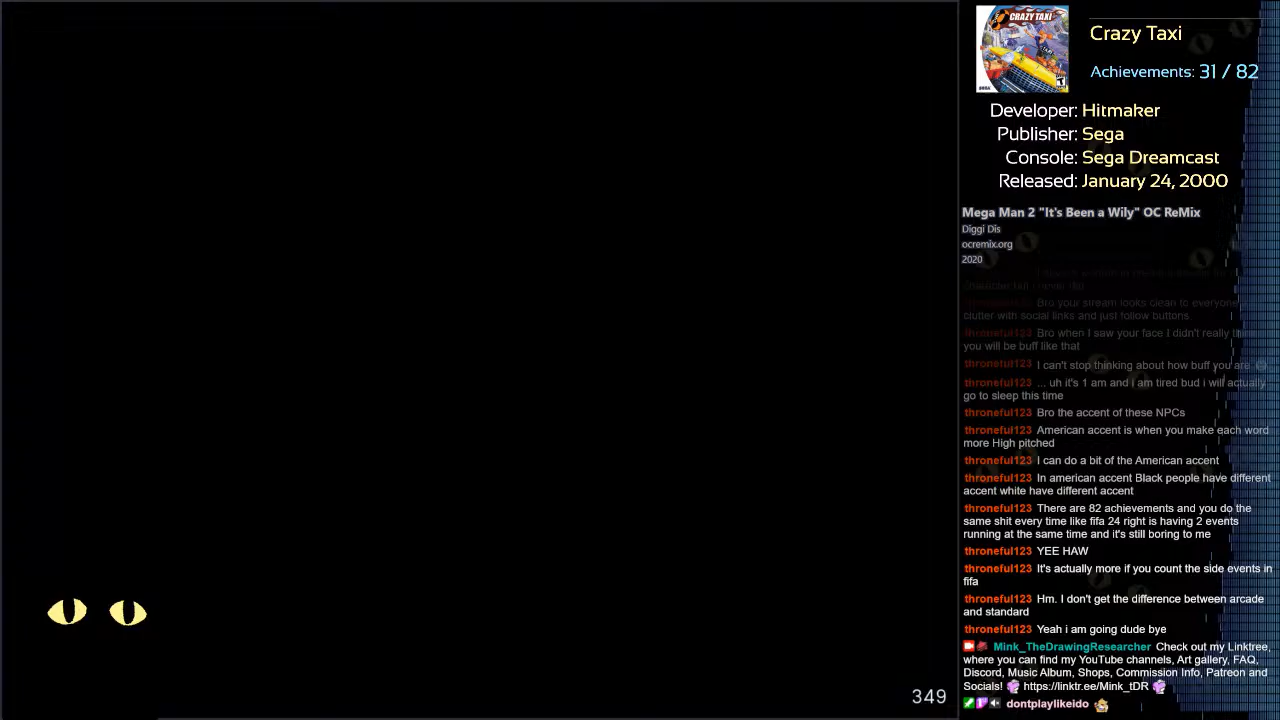 CRAZY TAXI
Crazy Taxi
Achievements: 31 / 82
Developer: Hitmaker
Publisher: Sega
Console: Sega Dreamcast
Released: January 24, 2000
Mega Man 2 "It's Been a Wily" OC ReMix
Diggi Dis
ocremix.org
2020
Bro your stream looks clean to everyone
clutter with social links and just follow buttons
throneful123 Bro when I saw your face I didn't really
you will be buff like that
throneful123 I can't stop thinking about how buff you are
throneful123 ... uh it's 1 am and i am tired bud i will actually
go to sleep this time
throneful123 Bro the accent of these NPCs
throneful123 American accent is when you make each word
more High pitched
throneful123 I can do a bit of the American accent
throneful123 In american accent Black people have different
accent white have different accent
throneful123 There are 82 achievements and you do the
same shit every time like fifa 24 right is having 2 events
running at the same time and it's still boring to me
throneful123 YEE HAW
throneful123 It's actually more if you count the side events in
fifa
throneful123 Hm. I don't get the difference between arcade
and standard
throneful123 Yeah i am going dude bye
Mink_TheDrawingResearcher Check out my Linktree,
where you can find my YouTube channels, Art gallery, FAQ,
Discord, Music Album, Shops, Commission Info, Patreon and
Socials! https://linktr.ee/Mink_tDR
dontplaylikeido
349